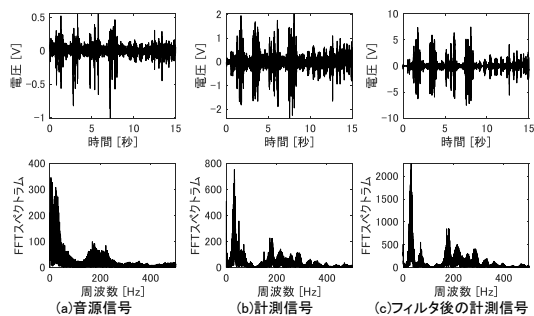 電圧 [V]
0.5
0
-0.5
-1
0 5 10 15
時間 [秒]
電圧 [V]
2
1
0
-1
-2
0 5 10 15
時間 [秒]
電圧 [V]
10
5
0
-5
-10
0 5 10 15
時間 [秒]
FFTスペクトラム
400
300
200
100
0
0 200 400
周波数 [Hz]
FFTスペクトラム
800
600
400
200
0
0 200 400
周波数 [Hz]
FFTスペクトラム
2000
1500
1000
500
0
0 200 400
周波数 [Hz]
(a)音源信号
(b)計測信号
(c)フィルタ後の計測信号